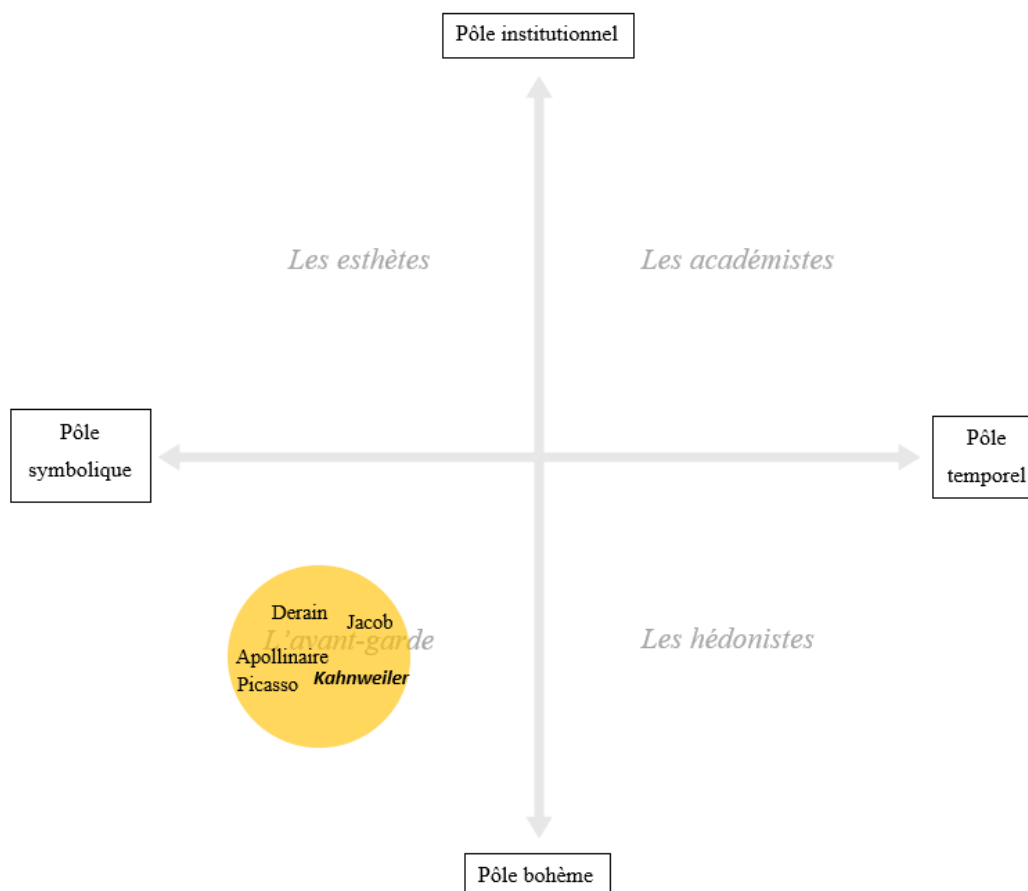 Pôle institutionnel
Les esthètes
Les académistes
Pôle
symbolique
Pôle
temporel
Derain
Jacob
L'avant-garde
Les hédonistes
Apollinaire
Picasso
Kahnweiler
Pôle bohème